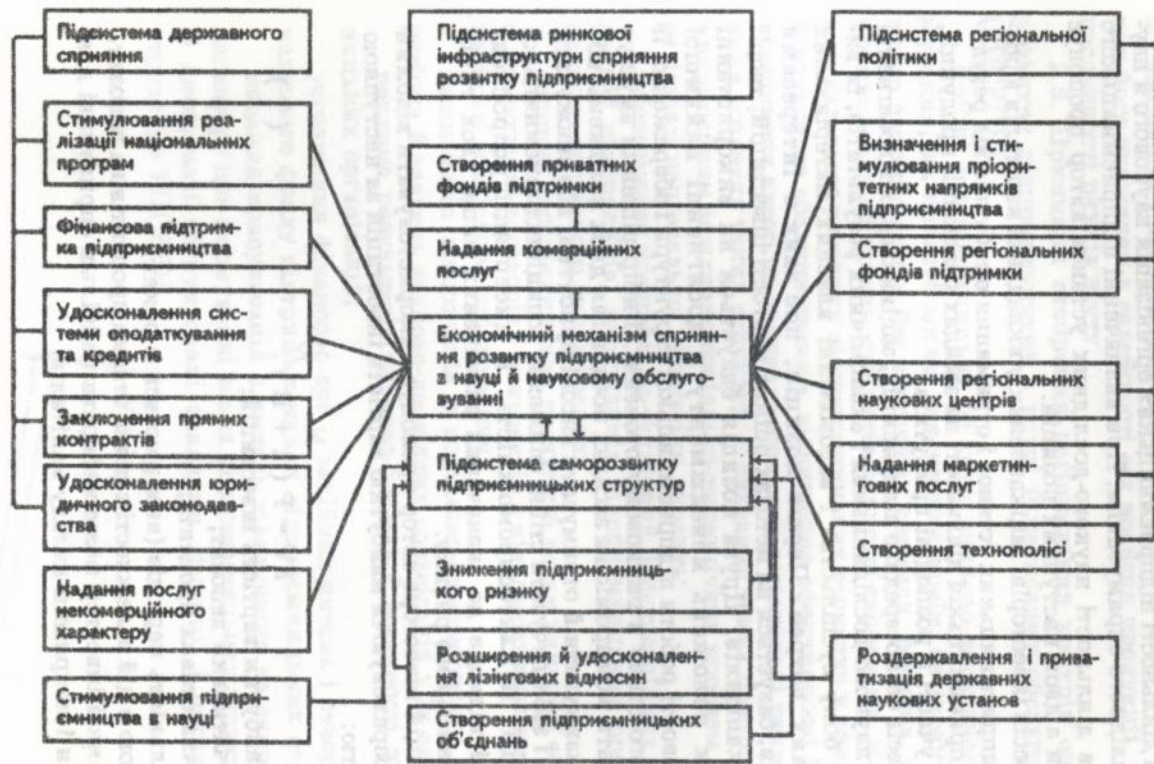 Підсистема державного
сприяння
Стимулювання реа-
лізації національних
програм
Фінансова підтрим-
ка підприємництва
Удосконалення сис-
теми оподаткування
та кредитів
Заключення прямих
контрактів
Удосконалення юри-
дичного законодав-
ства
Надання послуг
некомерційного
характеру
Стимулювання підпри-
ємництва в науці
Підсистема ринкової
інфраструктури сприяння
розвитку підприємництва
Створення приватних
фондів підтримки
Надання комерційних
послуг
Економічний механізм сприян-
ня розвитку підприємництва
в науці й науковому обслуго-
вуванні
Підсистема саморозвитку
підприємницьких структур
Зниження підприємниць-
кого ризику
Розширення й удосконален-
ня лізінгових відносин
Створення підприємницьких
об'єднань
Підсистема регіональної
політики
Визначення і сти-
мулювання пріори-
тетних напрямків
підприємництва
Створення регіональних
фондів підтримки
Створення регіональних
наукових центрів
Надання маркетин-
гових послуг
Створення технополісі
Роздержавлення і прива-
тизація державних
наукових установ